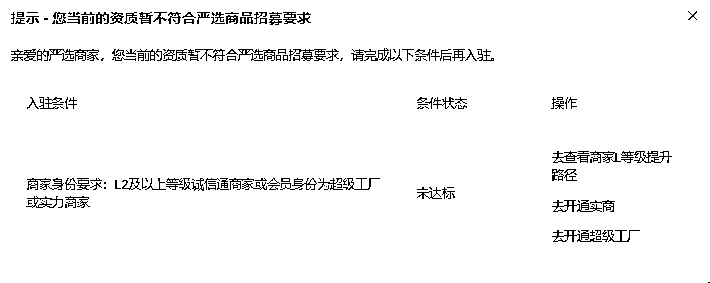 提示 - 您当前的资质暂不符合严选商品招募要求
亲爱的严选商家，您当前的资质暂不符合严选商品招募要求，请完成以下条件后再入驻。
入驻条件
条件状态
操作
商家身份要求：L2及以上等级诚信通商家或会员身份为超级工厂
或实力商家
未达标
去查看商家L等级提升
路径
去开通实商
去开通超级工厂